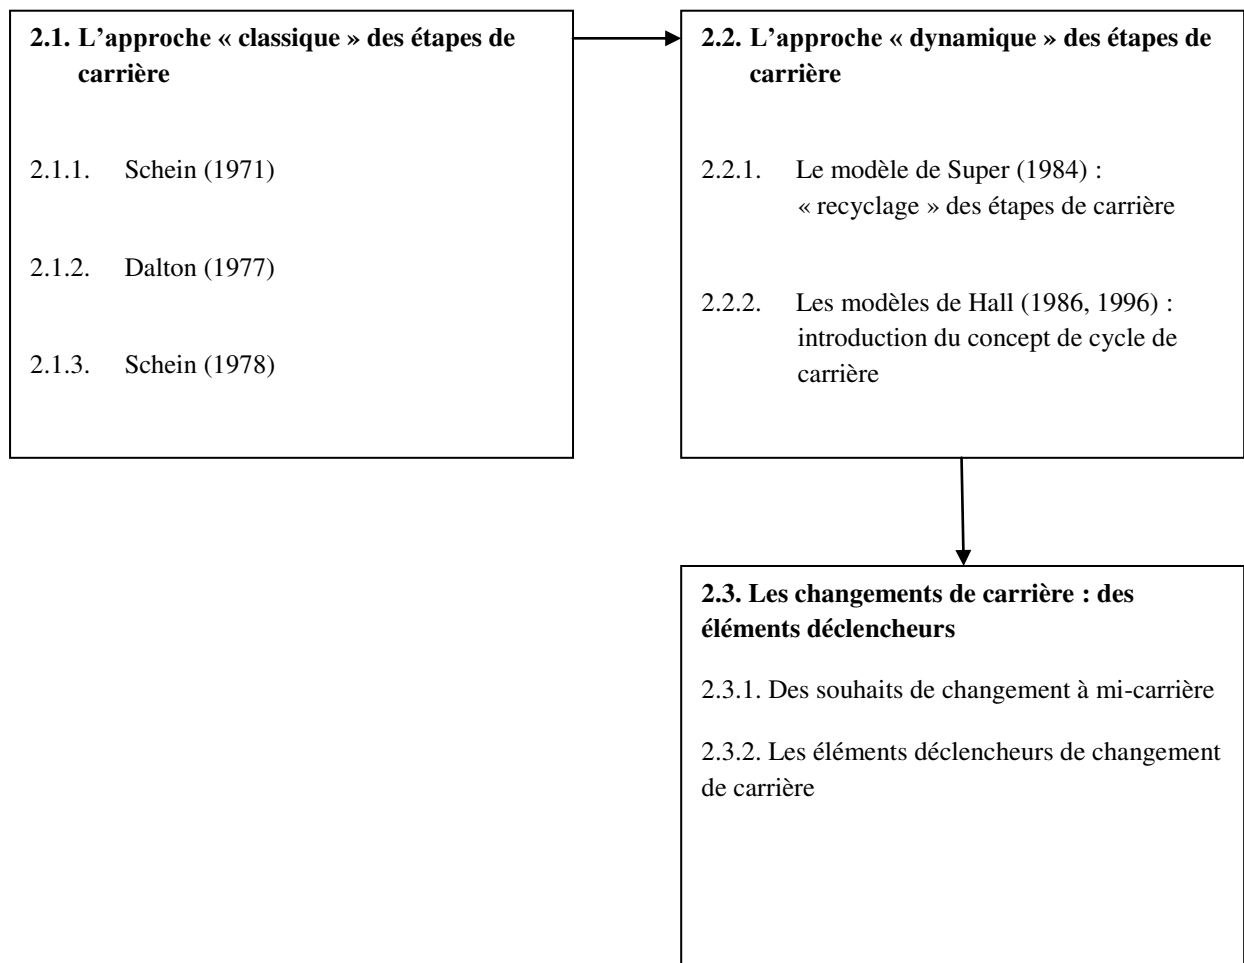 2.1. L’approche « classique » des étapes de
carrière
2.1.1. Schein (1971)
2.1.2. Dalton (1977)
2.1.3. Schein (1978)
2.2. L’approche « dynamique » des étapes de
carrière
2.2.1. Le modèle de Super (1984) :
« recyclage » des étapes de carrière
2.2.2. Les modèles de Hall (1986, 1996) :
introduction du concept de cycle de
carrière
2.3. Les changements de carrière : des
éléments déclencheurs
2.3.1. Des souhaits de changement à mi-carrière
2.3.2. Les éléments déclencheurs de changement
de carrière